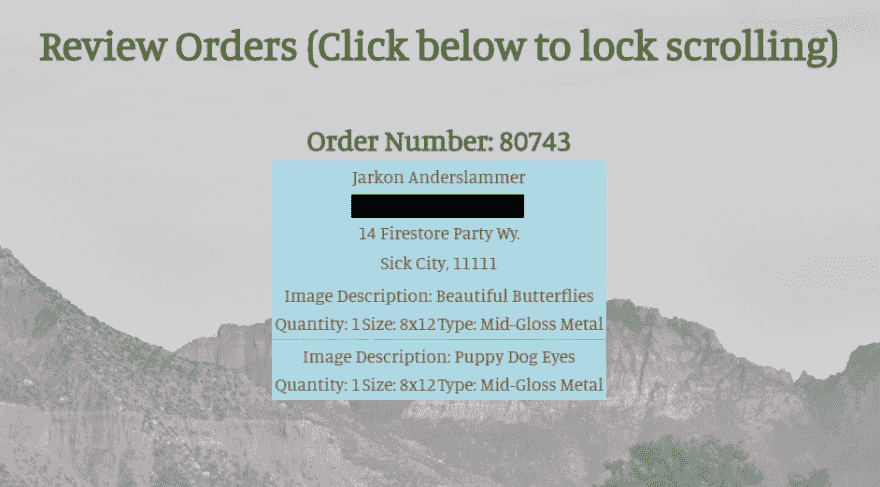 Review Orders (Click below to lock scrolling)
Order Number: 80743
Jarkon Anderslammer
14 Firestore Party Wy.
Sick City, 11111
Image Description: Beautiful Butterflies
Quantity: 1 Size: 8x12 Type: Mid-Gloss Metal
Image Description: Puppy Dog Eyes
Quantity: 1 Size: 8x12 Type: Mid-Gloss Metal